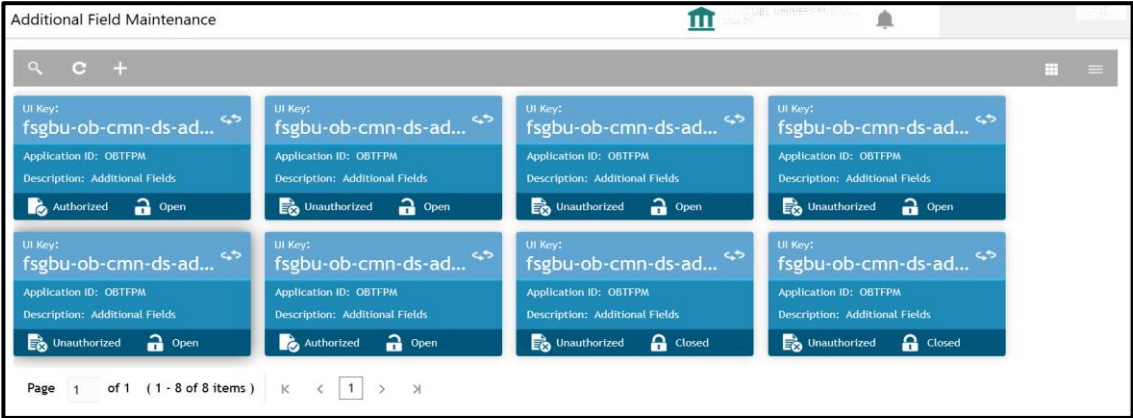 Additional Field Maintenance
UI Key: UI Key: UI Key: UI Key:
fsgbu-ob-cmn-ds-ad... fsgbu-ob-cmn-ds-ad... fsgbu-ob-cmn-ds-ad... fsgbu-ob-cmn-ds-ad...
Application ID: OBTFPM Application ID: OBTFPM Application ID: OBTFPM Application ID: OBTFPM
Description: Additional Fields Description: Additional Fields Description: Additional Fields Description: Additional Fields
Authorized Open Unauthorized Open Unauthorized Open Unauthorized Open
UI Key: UI Key: UI Key: UI Key:
fsgbu-ob-cmn-ds-ad... fsgbu-ob-cmn-ds-ad... fsgbu-ob-cmn-ds-ad... fsgbu-ob-cmn-ds-ad...
Application ID: OBTFPM Application ID: OBTFPM Application ID: OBTFPM Application ID: OBTFPM
Description: Additional Fields Description: Additional Fields Description: Additional Fields Description: Additional Fields
Unauthorized Open Authorized Open Unauthorized Closed Unauthorized Closed
Page 1 of 1 ( 1 - 8 of 8 items ) 1